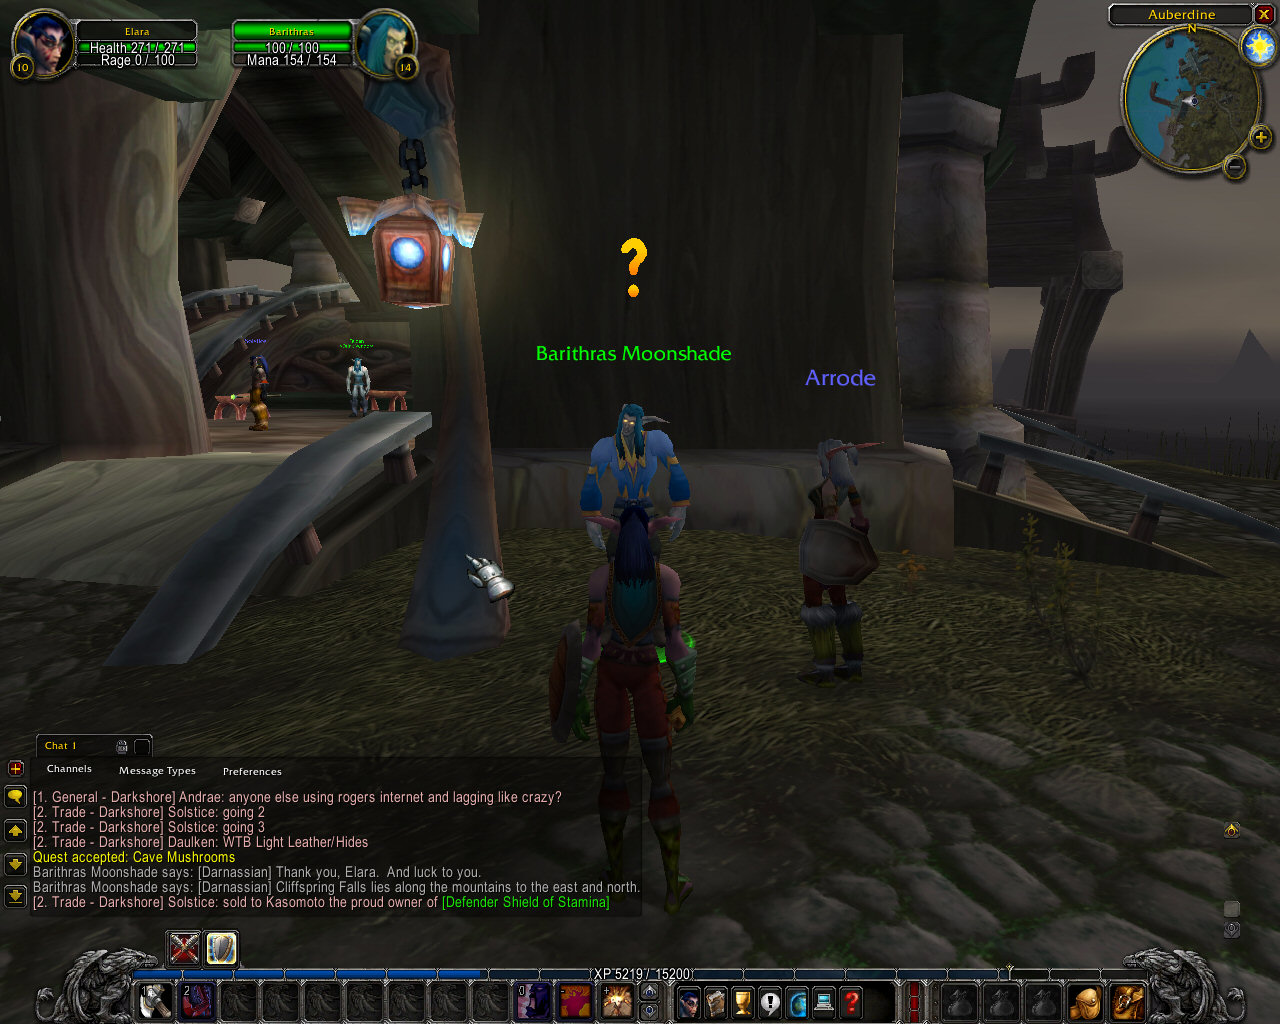 Elara
Health 271 / 271
Rage 0 / 100
10
Barithras
100 / 100
Mana 154 / 154
14
Auberdine
N
Barithras Moonshade
Arrode
Solstice
Chat 1
Channels
Message Types
Preferences
[1. General - Darkshore] Andrae: anyone else using rogers internet and lagging like crazy?
[2. Trade - Darkshore] Solstice: going 2
[2. Trade - Darkshore] Solstice: going 3
[2. Trade - Darkshore] Daulken: WTB Light Leather/Hides
Quest accepted: Cave Mushrooms
Barithras Moonshade says: [Darnassian] Thank you, Elara.  And luck to you.
Barithras Moonshade says: [Darnassian] Cliffspring Falls lies along the mountains to the east and north.
[2. Trade - Darkshore] Solstice: sold to Kasomoto the proud owner of [Defender Shield of Stamina]
XP 5219 / 15200
2
0
-
+